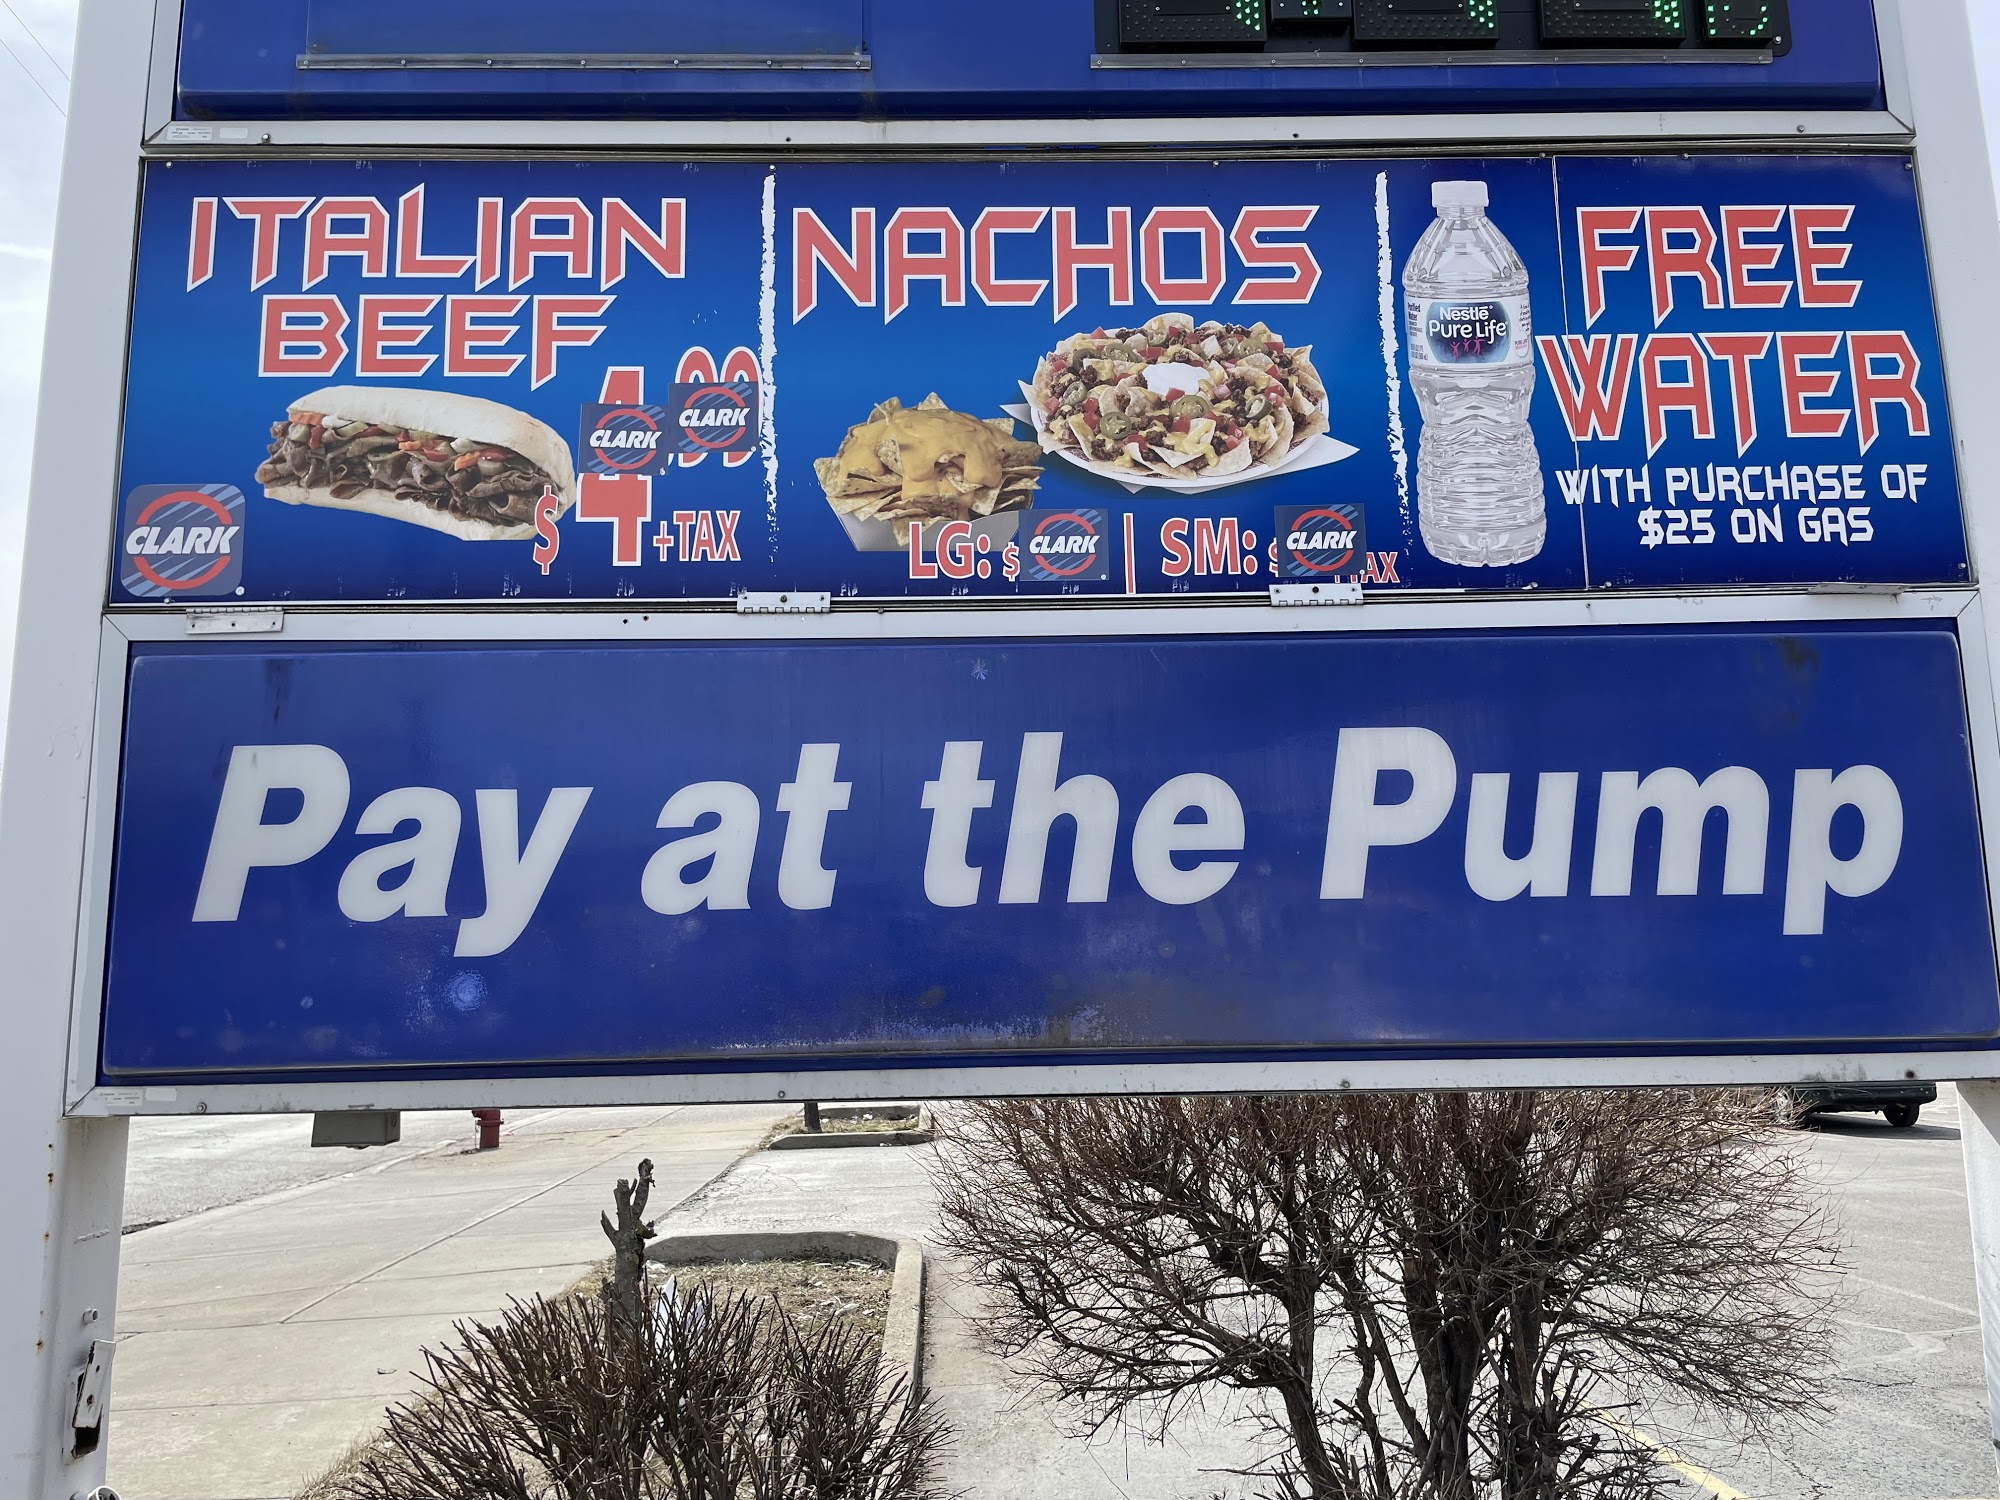 ITALIAN
BEEF
CLARK
CLARK
CLARK
$
+TAX
NACHOS
LG: $
CLARK
| SM: $
CLARK
Nestlé
Pure Life
FREE
WATER
WITH PURCHASE OF
$25 ON GAS
Pay at the Pump